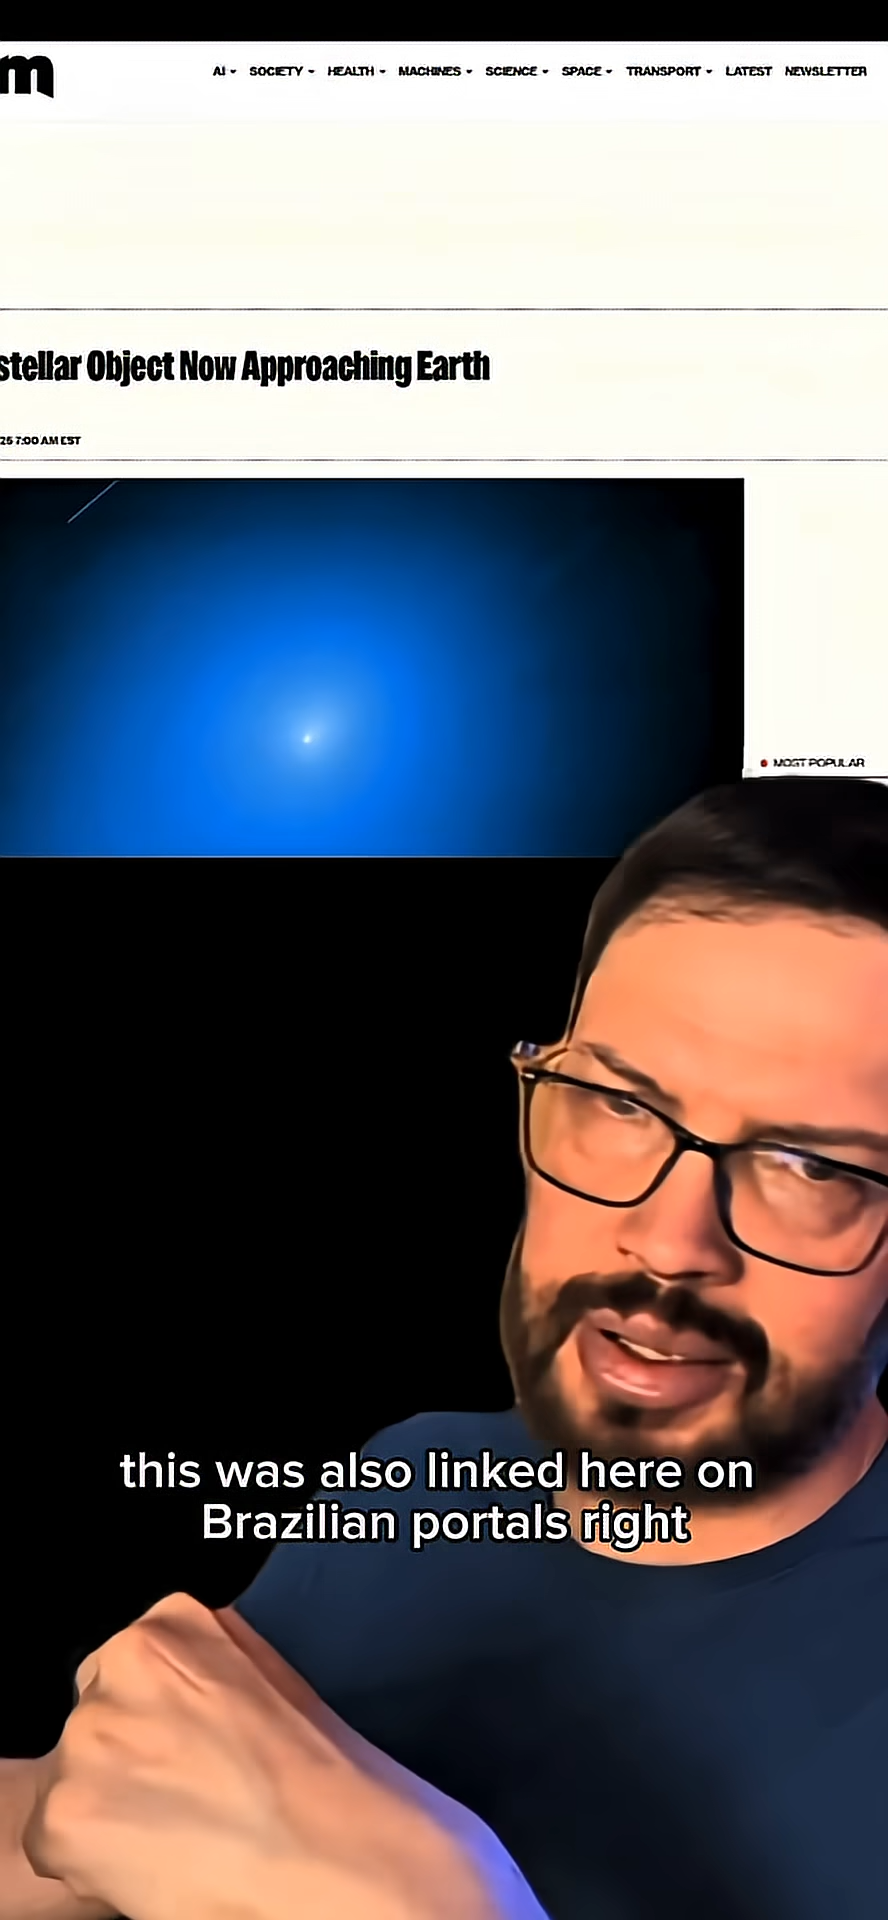 m
AI SOCIETY HEALTH MACHINES SCIENCE SPACE TRANSPORT LATEST NEWSLETTER
stellar Object Now Approaching Earth
25 7:00 AM EST
MOST POPULAR
this was also linked here on
Brazilian portals right